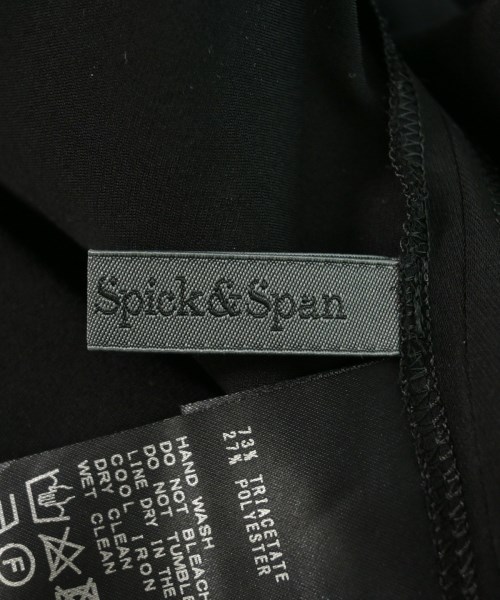 Spick&Span
73% TRIACETATE
27% POLYESTER
HAND WASH
DO NOT BLEACH
DO NOT TUMBLE
LINE DRY IN THE
COOL IRON
DRY CLEAN
WET CLEAN
F